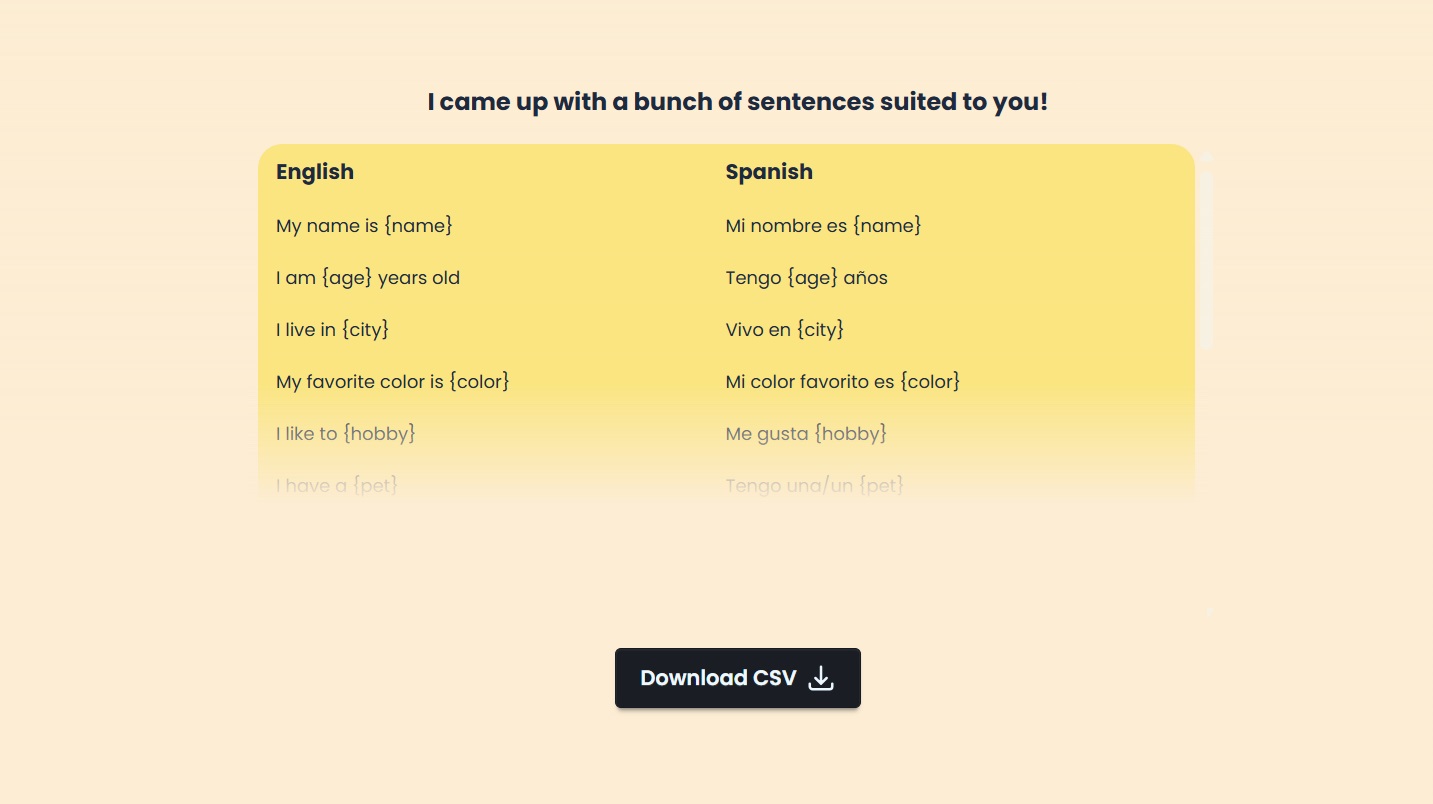 I came up with a bunch of sentences suited to you!
English Spanish
My name is {name} Mi nombre es {name}
I am {age} years old Tengo {age} años
I live in {city} Vivo en {city}
My favorite color is {color} Mi color favorito es {color}
I like to {hobby} Me gusta {hobby}
I have a {pet} Tengo una/un {pet}
Download CSV